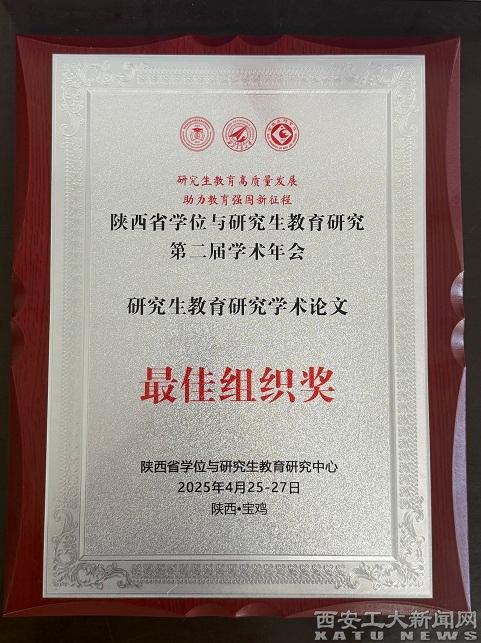 研究生教育高质量发展
助力教育强国新征程
陕西省学位与研究生教育研究
第二届学术年会
研究生教育研究学术论文
最佳组织奖
陕西省学位与研究生教育研究中心
2025年4月25-27日
陕西·宝鸡
西安工大新闻网
XATU NEWS